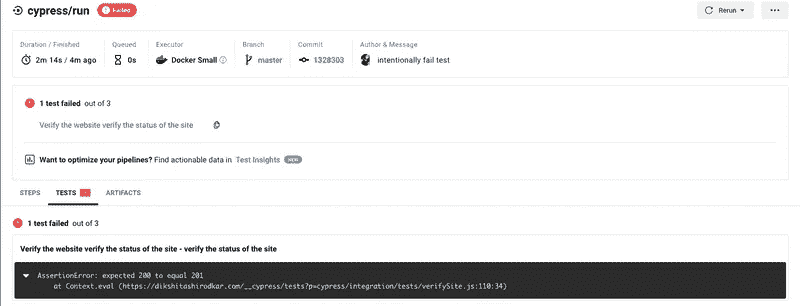 cypress/run Failed Rerun
Duration / Finished Queued Executor Branch Commit Author & Message
2m 14s / 4m ago 0s Docker Small master 1328303 intentionally fail test
1 test failed out of 3
Verify the website verify the status of the site
Want to optimize your pipelines? Find actionable data in Test Insights NEW
STEPS TESTS ARTIFACTS
1 test failed out of 3
Verify the website verify the status of the site - verify the status of the site
AssertionError: expected 200 to equal 201
at Context.eval (https://dikshitashirodkar.com/__cypress/tests?p=cypress/integration/tests/verifySite.js:110:34)